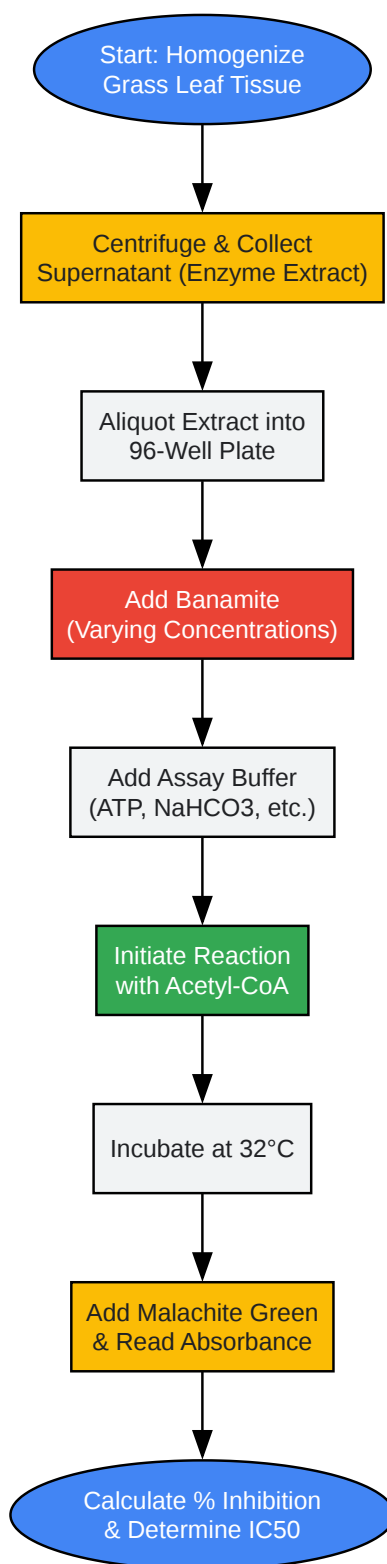 Start: Homogenize
Grass Leaf Tissue
Centrifuge & Collect
Supernatant (Enzyme Extract)
Aliquot Extract into
96-Well Plate
Add Banamite
(Varying Concentrations)
Add Assay Buffer
(ATP, NaHCO3, etc.)
Initiate Reaction
with Acetyl-CoA
Incubate at 32°C
Add Malachite Green
& Read Absorbance
Calculate % Inhibition
& Determine IC50